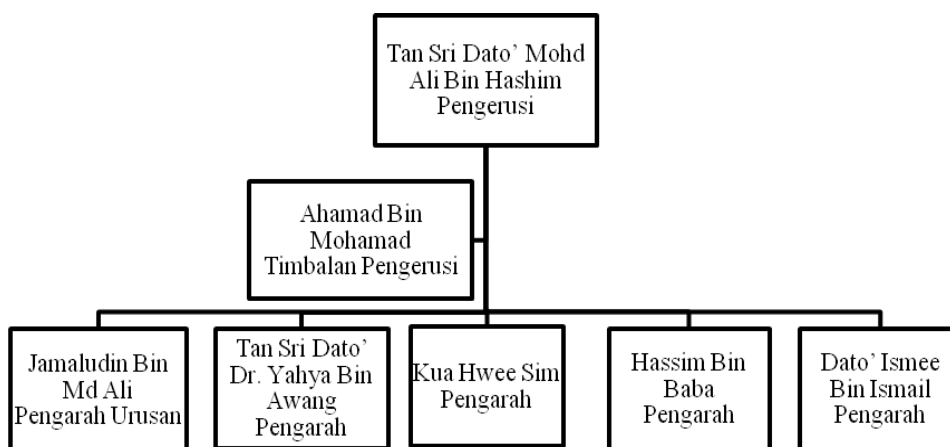 Tan Sri Dato’ Mohd
Ali Bin Hashim
Pengerusi
Ahamad Bin
Mohamad
Timbalan Pengerusi
Jamaludin Bin
Md Ali
Pengarah Urusan
Tan Sri Dato’
Dr. Yahya Bin
Awang
Pengarah
Kua Hwee Sim
Pengarah
Hassim Bin
Baba
Pengarah
Dato’ Ismee
Bin Ismail
Pengarah